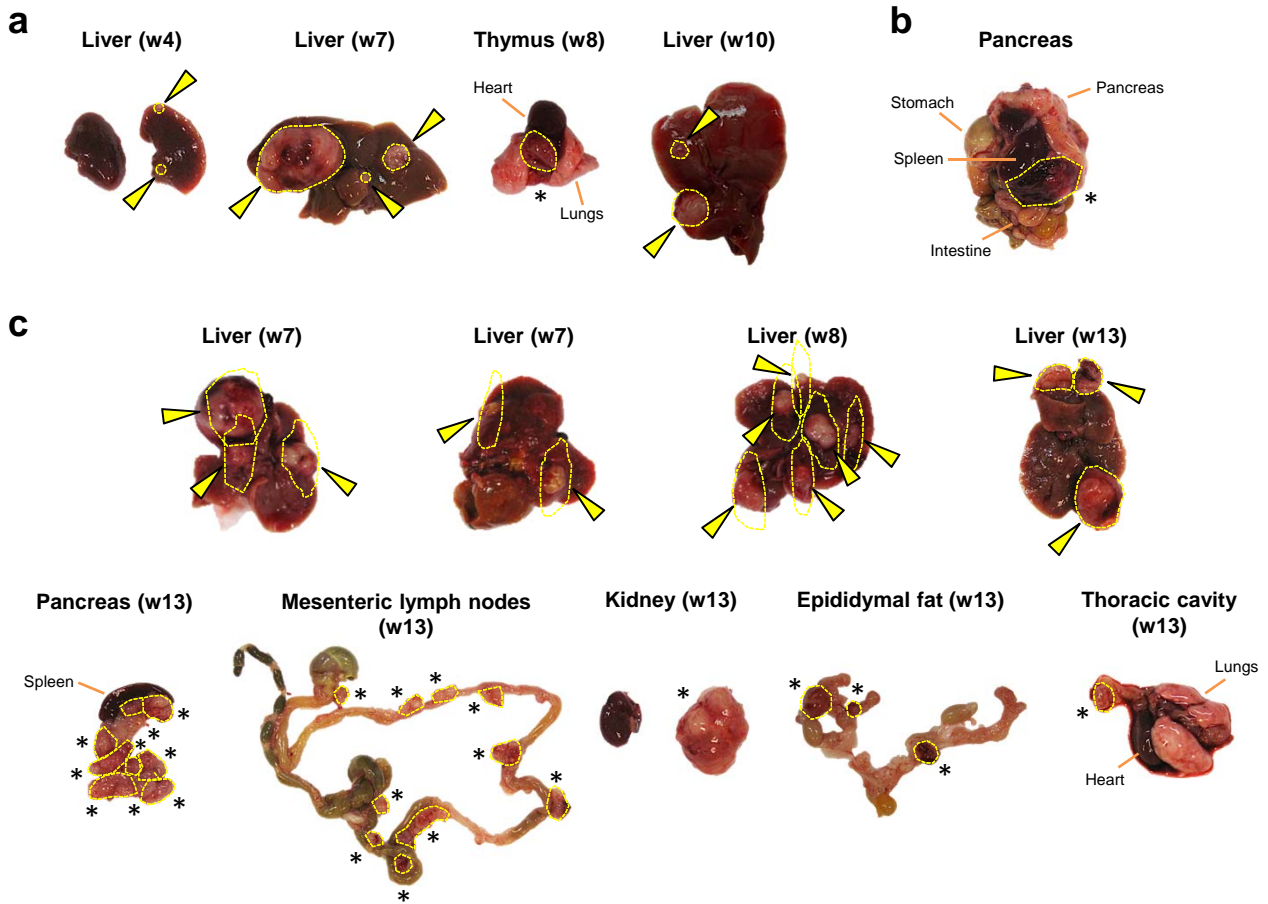 a
Liver (w4)
Liver (w7)
Thymus (w8)
Liver (w10)
Heart
*
Lungs
b
Pancreas
Stomach
Pancreas
Spleen
*
Intestine
c
Liver (w7)
Liver (w7)
Liver (w8)
Liver (w13)
Pancreas (w13)
Mesenteric lymph nodes
(w13)
Kidney (w13)
Epididymal fat (w13)
Thoracic cavity
(w13)
Spleen
* * * * * * * * *
* * * * * * * * * *
*
* * *
Lungs
*
Heart